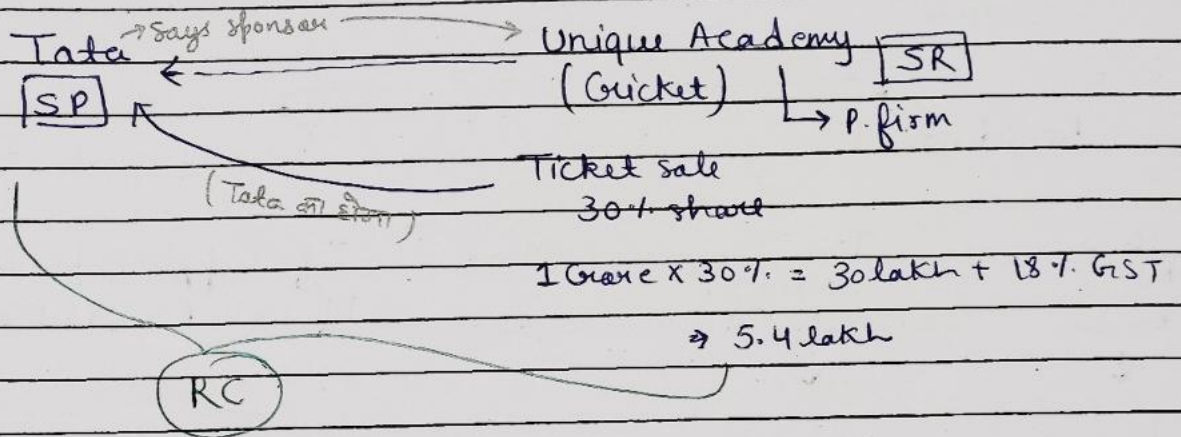 Tata → Says sponsar → Unique Academy [SR]
[SP] (Cricket) → P. firm
Ticket sale
(Tata का होगा) 30% share
1 Crore x 30% = 30 lakh + 18% GST
⇒ 5.4 lakh
RC